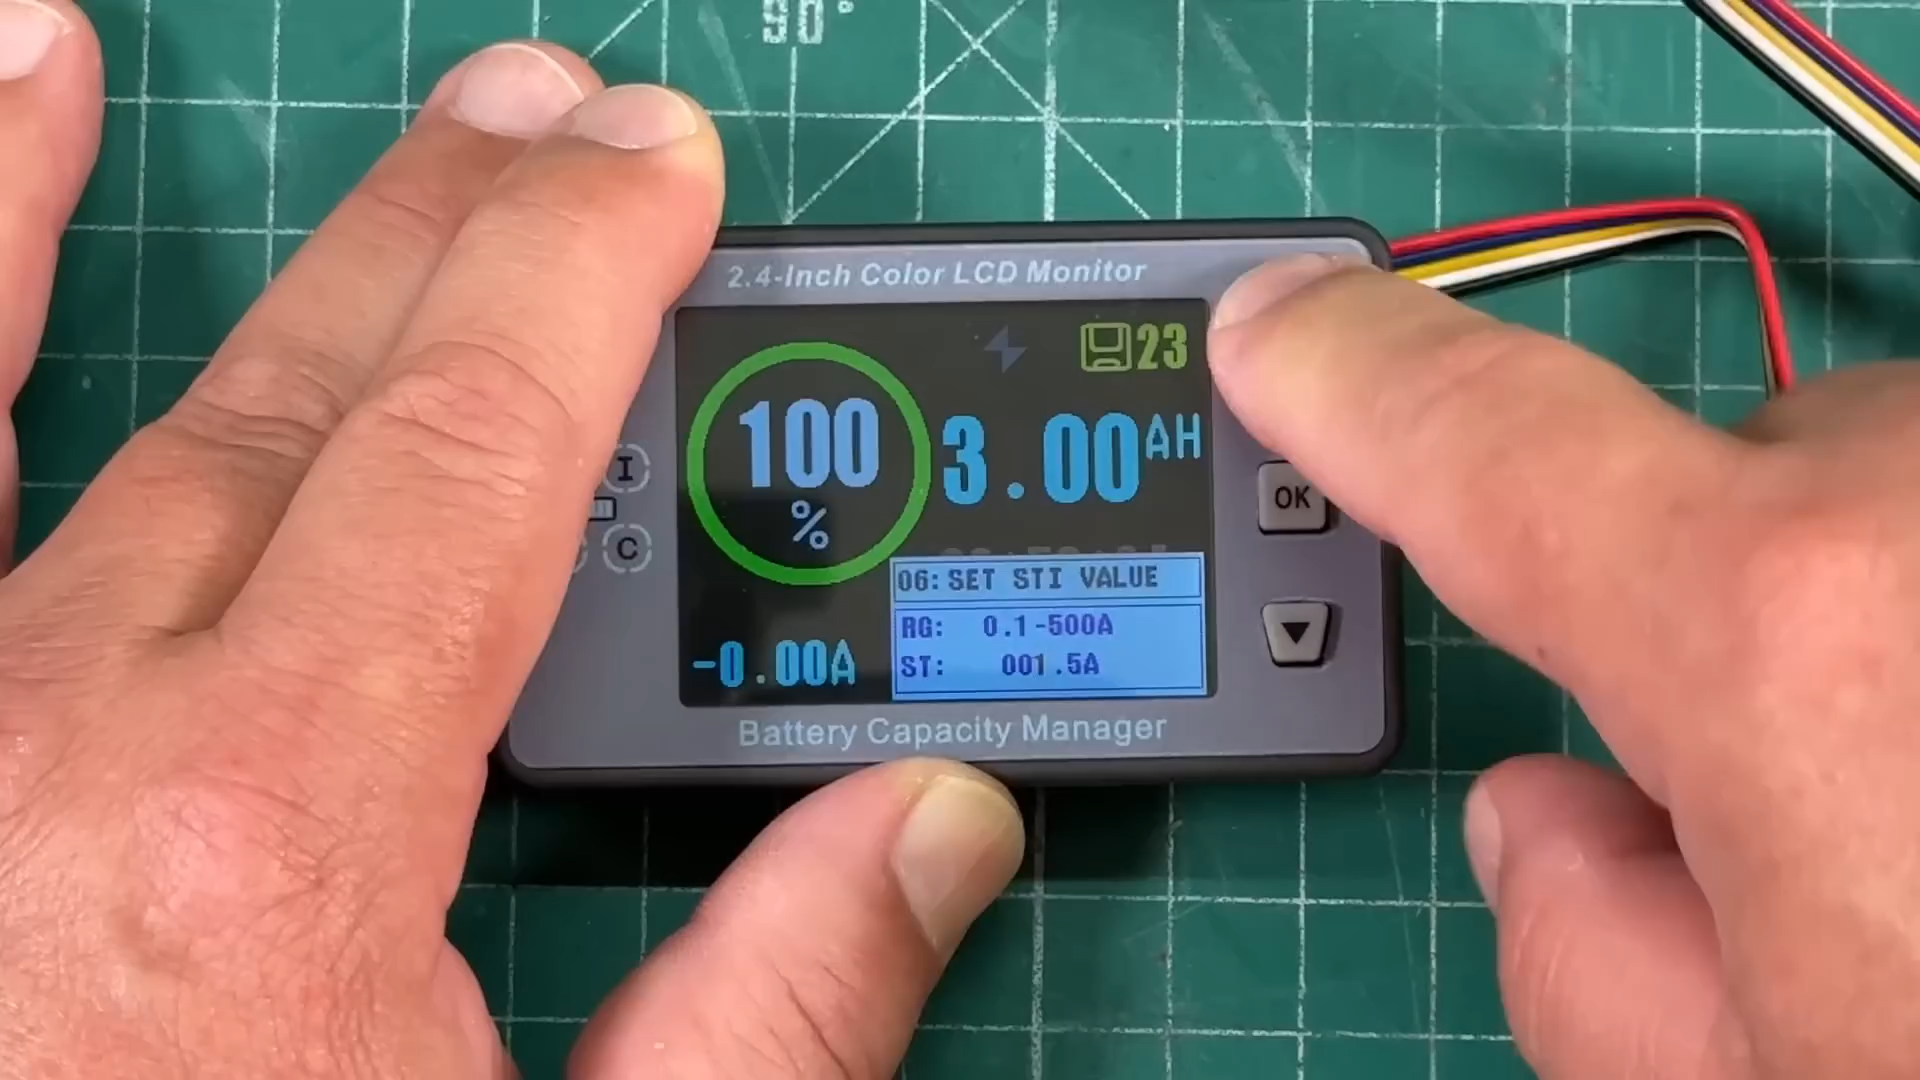 90°
2.4-Inch Color LCD Monitor
23
100
%
3.00AH
I
C
OK
06: SET STI VALUE
RG: 0.1-500A
ST: 001.5A
-0.00A
Battery Capacity Manager